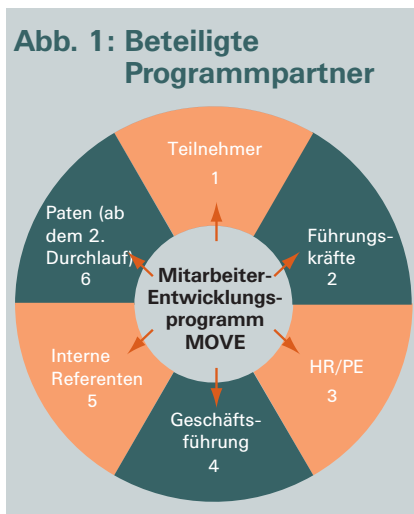 Abb. 1: Beteiligte
Programmpartner
Teilnehmer
1
Führungs-
kräfte
2
HR/PE
3
Geschäfts-
führung
4
Interne
Referenten
5
Paten (ab
dem 2.
Durchlauf)
6
Mitarbeiter-
Entwicklungs-
programm
MOVE